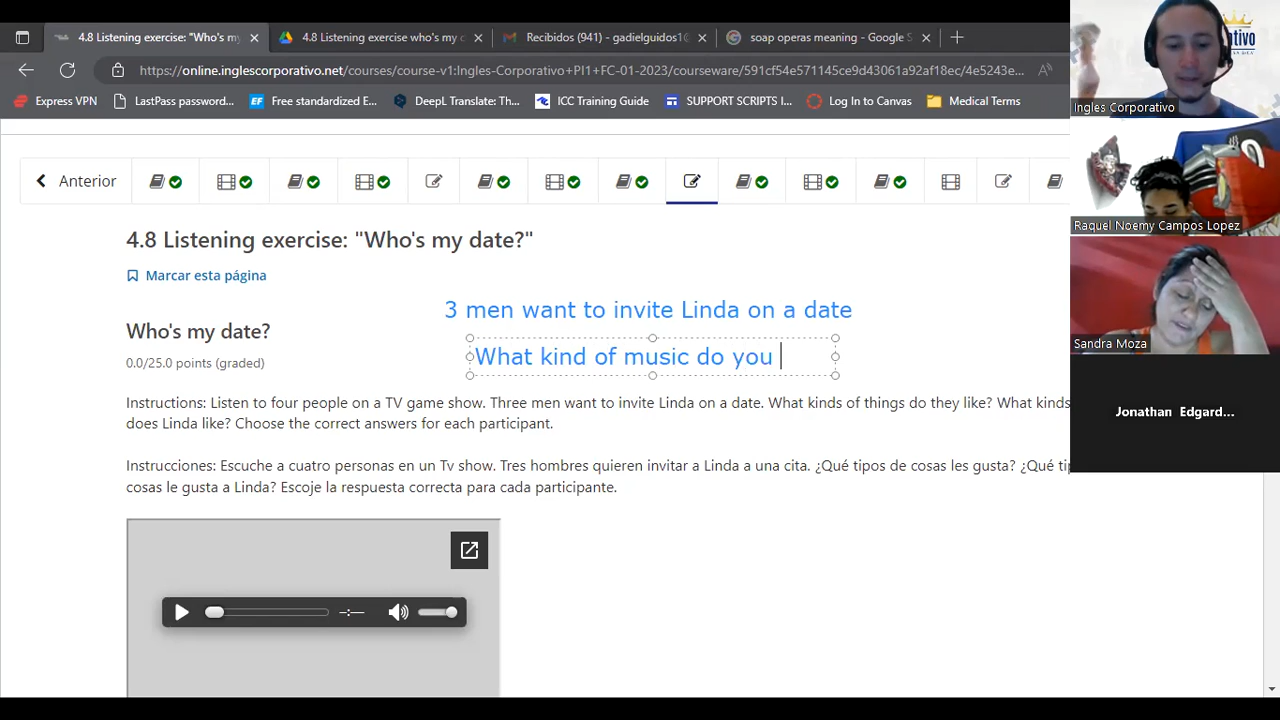 4.8 Listening exercise: "Who's my
4.8 Listening exercise who's my
Recibidos (941) - gadielguidos1@
soap operas meaning - Google S
https://online.inglescorporativo.net/courses/course-v1:Ingles-Corporativo+PI1+FC-01-2023/courseware/591cf54e571145ce9d43061a92af18ec/4e5243e...
Express VPN
LastPass password...
Free standardized E...
DeepL Translate: Th...
ICC Training Guide
SUPPORT SCRIPTS I...
Log In to Canvas
Medical Terms
Ingles Corporativo
Anterior
Raquel Noemy Campos Lopez
4.8 Listening exercise: "Who's my date?"
Marcar esta página
3 men want to invite Linda on a date
Who's my date?
Sandra Moza
What kind of music do you
0.0/25.0 points (graded)
Instructions: Listen to four people on a TV game show. Three men want to invite Linda on a date. What kinds of things do they like? What kinds
does Linda like? Choose the correct answers for each participant.
Jonathan Edgard...
Instrucciones: Escuche a cuatro personas en un Tv show. Tres hombres quieren invitar a Linda a una cita. ¿Qué tipos de cosas les gusta? ¿Qué
cosas le gusta a Linda? Escoje la respuesta correcta para cada participante.
-:--